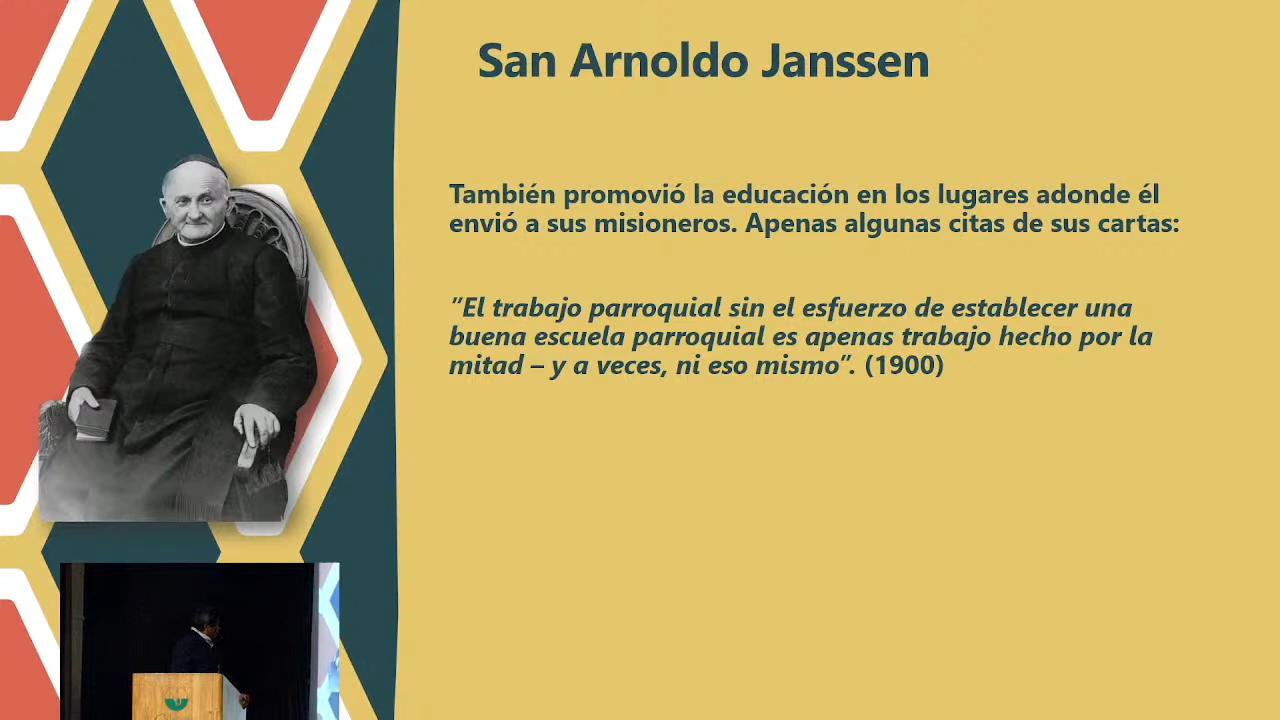 San Arnoldo Janssen
También promovió la educación en los lugares adonde él
envió a sus misioneros. Apenas algunas citas de sus cartas:
”El trabajo parroquial sin el esfuerzo de establecer una
buena escuela parroquial es apenas trabajo hecho por la
mitad – y a veces, ni eso mismo”. (1900)